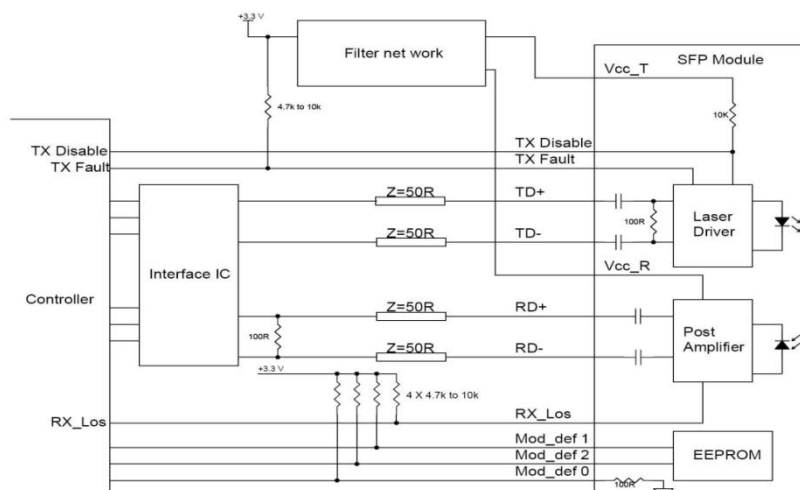 +3.3 V
Filter net work
SFP Module
Vcc_T
4.7k to 10k
10K
TX Disable
TX Disable
TX Fault
TX Fault
Z=50R
TD+
100R
Laser
Driver
Z=50R
TD-
Interface IC
Vcc_R
Controller
Z=50R
RD+
100R
Post
Amplifier
Z=50R
RD-
+3.3 V
4 X 4.7k to 10k
RX_Los
RX_Los
Mod_def 1
Mod_def 2
Mod_def 0
EEPROM
100R